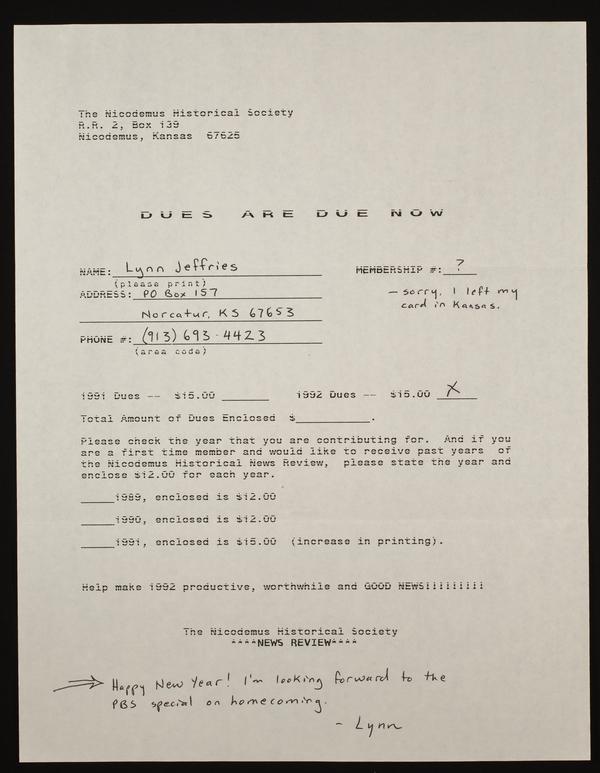 The Nicodemus Historical Society
R.R. 2, Box 139
Nicodemus, Kansas 67625
DUES ARE DUE NOW
NAME: Lynn Jeffries MEMBERSHIP #: ?
(please print)
ADDRESS: PO Box 157 – sorry, I left my
card in Kansas.
Norcatur, KS 67653
PHONE #: (913) 693-4423
(area code)
1991 Dues -- $15.00 ______ 1992 Dues -- $15.00 X
Total Amount of Dues Enclosed $__________.
Please check the year that you are contributing for. And if you
are a first time member and would like to receive past years of
the Nicodemus Historical News Review, please state the year and
enclose $12.00 for each year.
_____1989, enclosed is $12.00
_____1990, enclosed is $12.00
_____1991, enclosed is $15.00 (increase in printing).
Help make 1992 productive, worthwhile and GOOD NEWS!!!!!!!!!
The Nicodemus Historical Society
****NEWS REVIEW****
Happy New Year! I'm looking forward to the
PBS special on homecoming.
– Lynn